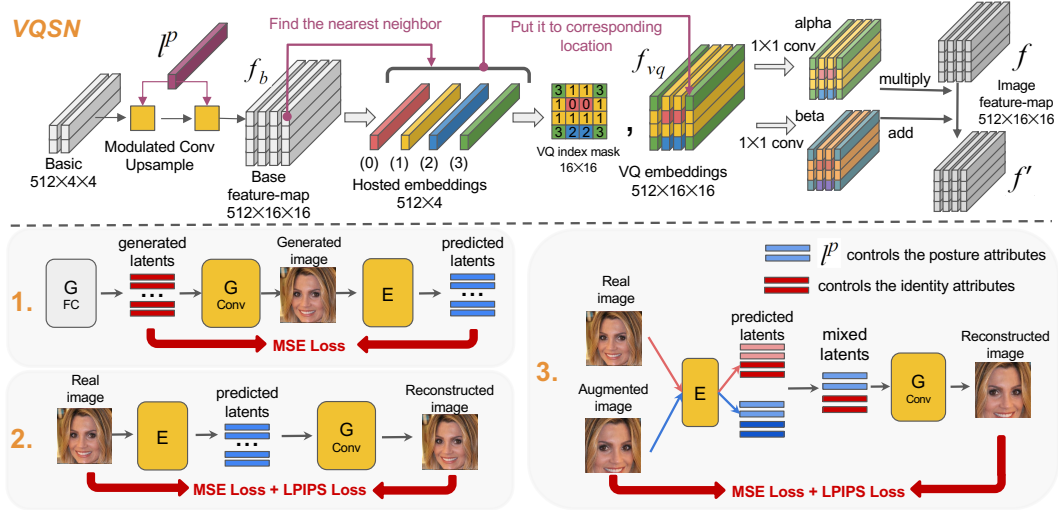 VQSN
l^p
Find the nearest neighbor
Put it to corresponding
location
f_b
f_vq
alpha
1×1 conv
multiply
f
Image
feature-map
512×16×16
beta
1×1 conv
add
f′
3 1 1 3
1 0 0 1
1 1 1 1
3 2 2 3
,
Basic
512×4×4
Modulated Conv
Upsample
Base
feature-map
512×16×16
(0) (1) (2) (3)
Hosted embeddings
512×4
VQ index mask
16×16
VQ embeddings
512×16×16
1.
G
FC
generated
latents
...
G
Conv
Generated
image
E
predicted
latents
...
MSE Loss
2.
Real
image
E
predicted
latents
...
G
Conv
Reconstructed
image
MSE Loss + LPIPS Loss
3.
l^p controls the posture attributes
controls the identity attributes
Real
image
Augmented
image
E
predicted
latents
mixed
latents
G
Conv
Reconstructed
image
MSE Loss + LPIPS Loss